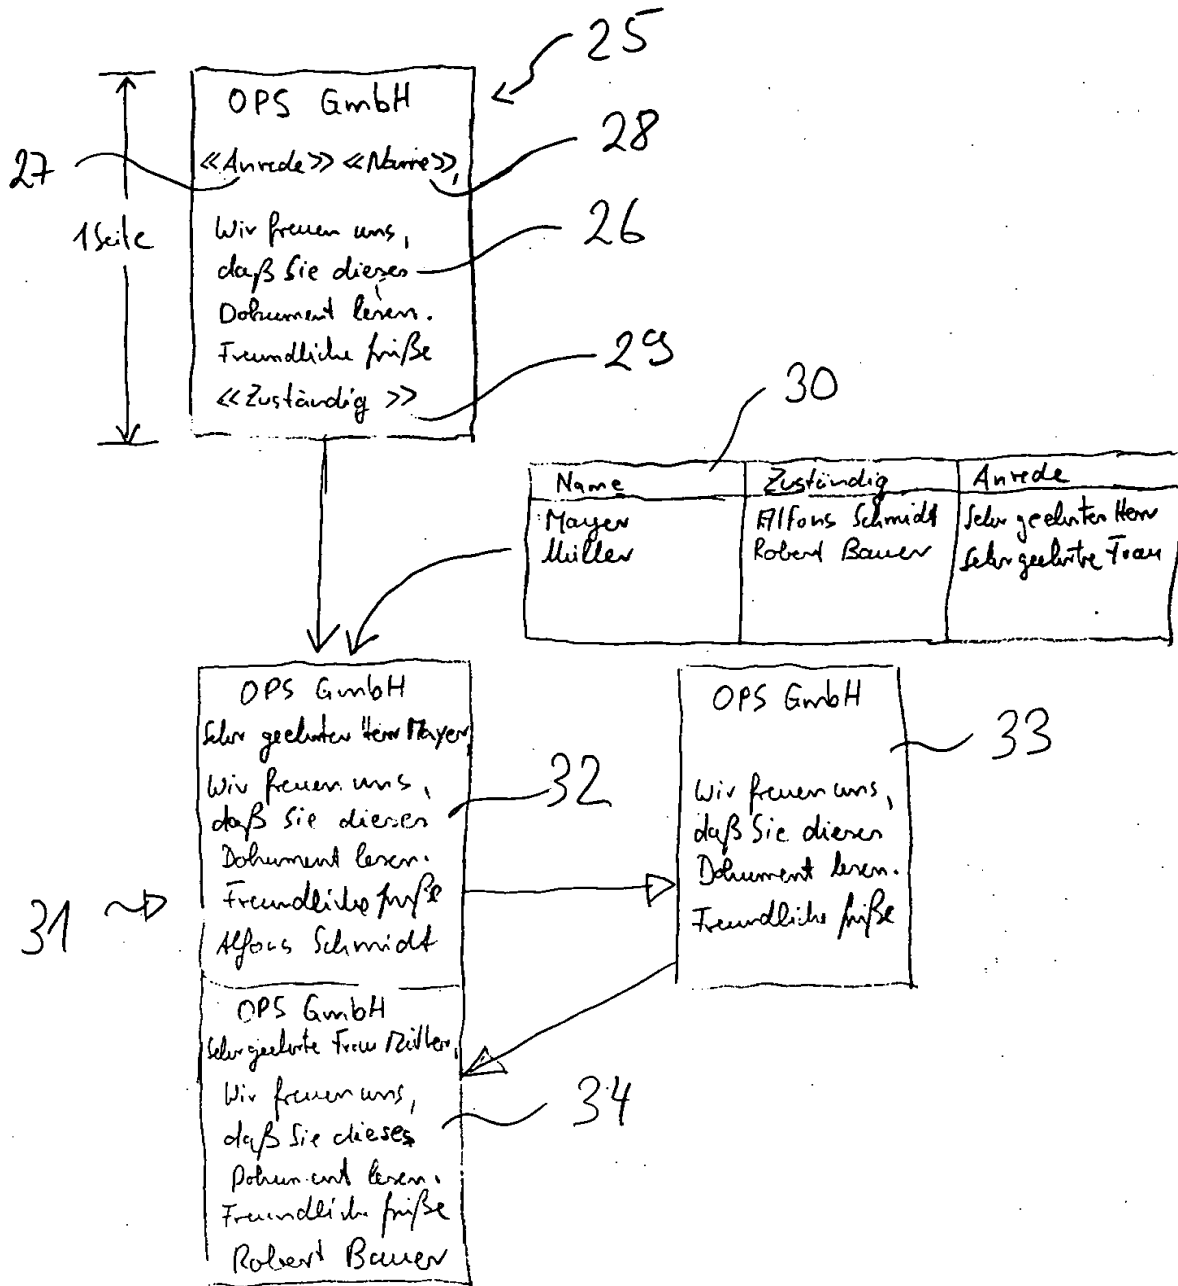 25
OPS GmbH
28
<<Anrede>> <<Name>>,
27
1 Seite
Wir freuen uns,
26
daß Sie dieses
Dokument lesen.
Freundliche Grüße
29
<<Zuständig>>
30
Name Zuständig Anrede
Mayer Alfons Schmidt Sehr geehrter Herr
Müller Robert Bauer Sehr geehrte Frau
OPS GmbH
Sehr geehrter Herr Mayer,
Wir freuen uns,
32
daß Sie dieses
Dokument lesen.
Freundliche Grüße
31
Alfons Schmidt
OPS GmbH
33
Wir freuen uns,
daß Sie dieses
Dokument lesen.
Freundliche Grüße
OPS GmbH
Sehr geehrte Frau Müller,
Wir freuen uns,
34
daß Sie dieses
Dokument lesen.
Freundliche Grüße
Robert Bauer